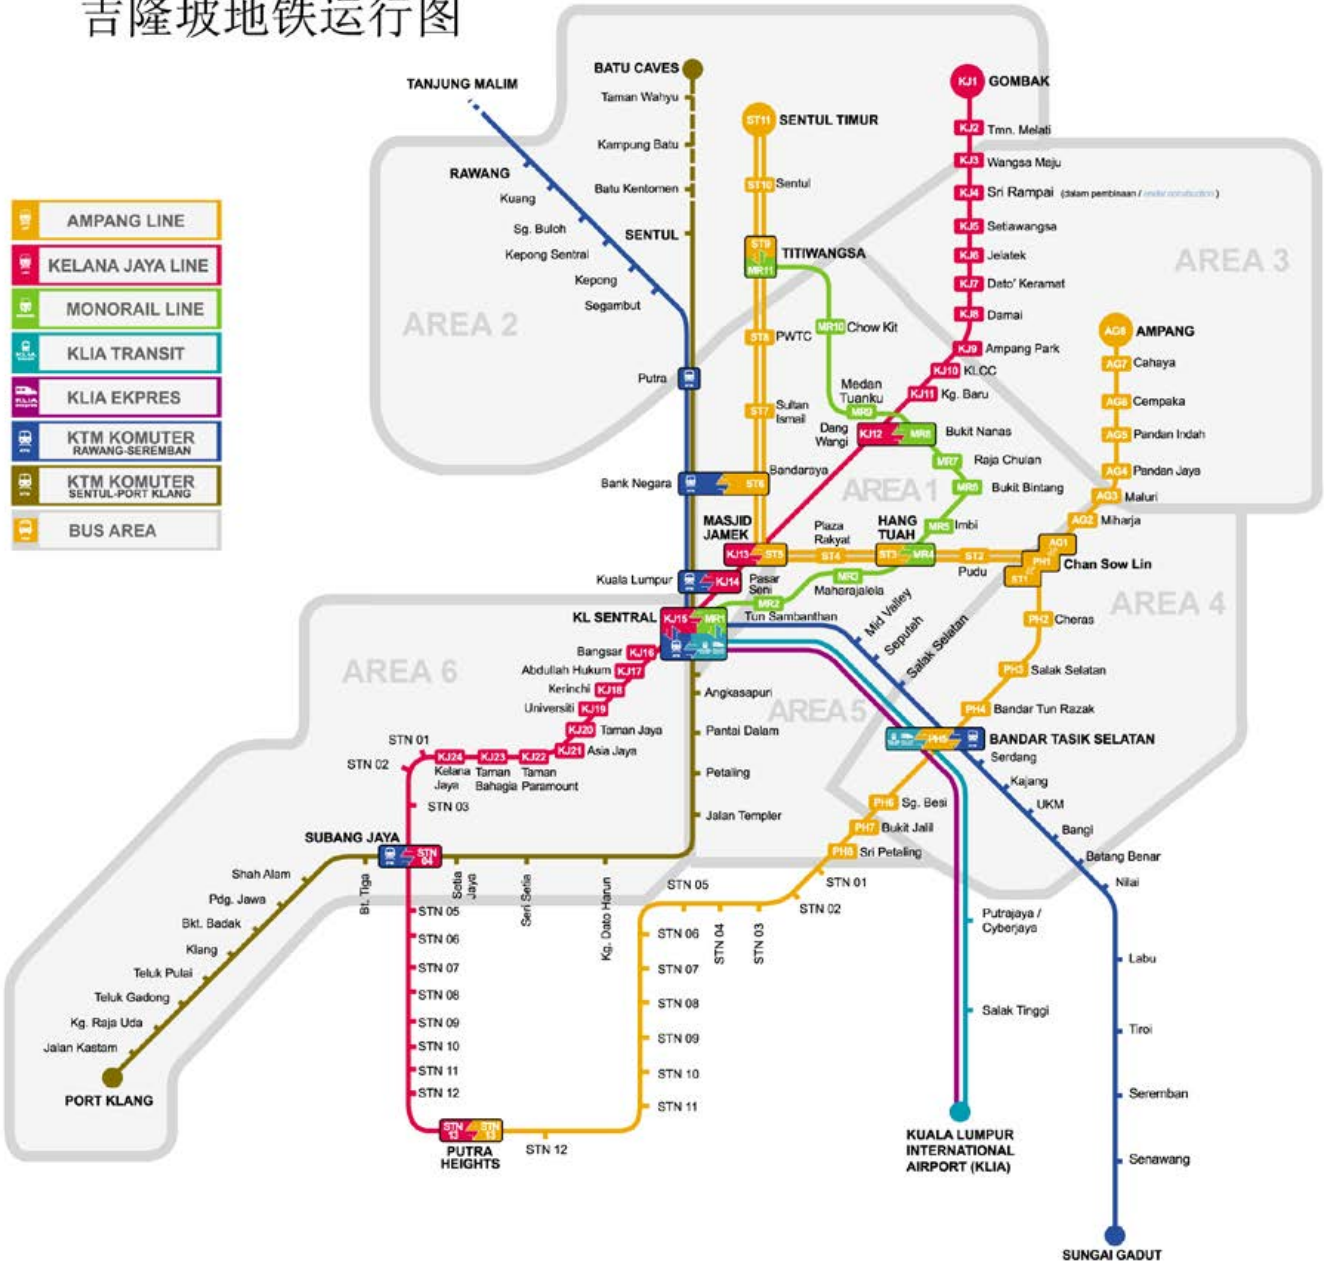 吉隆坡地铁运行图
TANJUNG MALIM
BATU CAVES
Taman Wahyu
Kampung Batu
Batu Kentomen
SENTUL
RAWANG
Kuang
Sg. Buloh
Kepong Sentral
Kepong
Segambut
Putra
Bank Negara
Kuala Lumpur
KL SENTRAL
KJ15
MR1
AMPANG LINE
KELANA JAYA LINE
MONORAIL LINE
KLIA TRANSIT
KLIA EKPRES
KTM KOMUTER
RAWANG-SEREMBAN
KTM KOMUTER
SENTUL-PORT KLANG
BUS AREA
ST11 SENTUL TIMUR
ST10 Sentul
ST9
MR11
TITIWANGSA
ST8 PWTC
ST7 Sultan
Ismail
ST6 Bandaraya
MR10 Chow Kit
Medan
Tuanku
MR9
Dang
Wangi
KJ12 MR8 Bukit Nanas
MR7 Raja Chulan
MR6 Bukit Bintang
MR5 Imbi
MASJID
JAMEK
KJ13 ST5
Plaza
Rakyat
ST4
HANG
TUAH
ST3 MR4
ST2
Pudu
KJ14 Pasar
Seni
MR3
Maharajalela
MR2
Tun Sambanthan
KJ1 GOMBAK
KJ2 Tmn. Melati
KJ3 Wangsa Maju
KJ4 Sri Rampai (dalam pembinaan / under construction)
KJ5 Setiawangsa
KJ6 Jelatek
KJ7 Dato' Keramat
KJ8 Damai
KJ9 Ampang Park
KJ10 KLCC
KJ11 Kg. Baru
AG8 AMPANG
AG7 Cahaya
AG6 Cempaka
AG5 Pandan Indah
AG4 Pandan Jaya
AG3 Maluri
AG2 Miharja
AG1
PH1
ST1
Chan Sow Lin
PH2 Cheras
PH3 Salak Selatan
PH4 Bandar Tun Razak
PH5
BANDAR TASIK SELATAN
PH6 Sg. Besi
PH7 Bukit Jalil
PH8 Sri Petaling
STN 01
STN 02
STN 03
STN 04
STN 05
STN 06
STN 07
STN 08
STN 09
STN 10
STN 11
STN 12
AREA 1
AREA 2
AREA 3
AREA 4
AREA 5
AREA 6
Mid Valley
Seputeh
Salak Selatan
Serdang
Kajang
UKM
Bangi
Batang Benar
Nilai
Labu
Tiroi
Seremban
Senawang
SUNGAI GADUT
Putrajaya /
Cyberjaya
Salak Tinggi
KUALA LUMPUR
INTERNATIONAL
AIRPORT (KLIA)
Bangsar KJ16
Abdullah Hukum KJ17
Kerinchi KJ18
Universiti KJ19
KJ20 Taman Jaya
KJ21 Asia Jaya
KJ22
Taman
Paramount
KJ23
Taman
Bahagia
KJ24
Kelana
Jaya
STN 01
STN 02
STN 03
SUBANG JAYA
STN
04
STN 05
STN 06
STN 07
STN 08
STN 09
STN 10
STN 11
STN 12
STN
13
STN
13
PUTRA
HEIGHTS
Angkasapuri
Pantai Dalam
Petaling
Jalan Templer
Kg. Dato Harun
Seri Setia
Setia
Jaya
Bt. Tiga
Shah Alam
Pdg. Jawa
Bkt. Badak
Klang
Teluk Pulai
Teluk Gadong
Kg. Raja Uda
Jalan Kastam
PORT KLANG